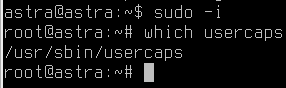 astra@astra:~$ sudo -i
root@astra:~# which usercaps
/usr/sbin/usercaps
root@astra:~#